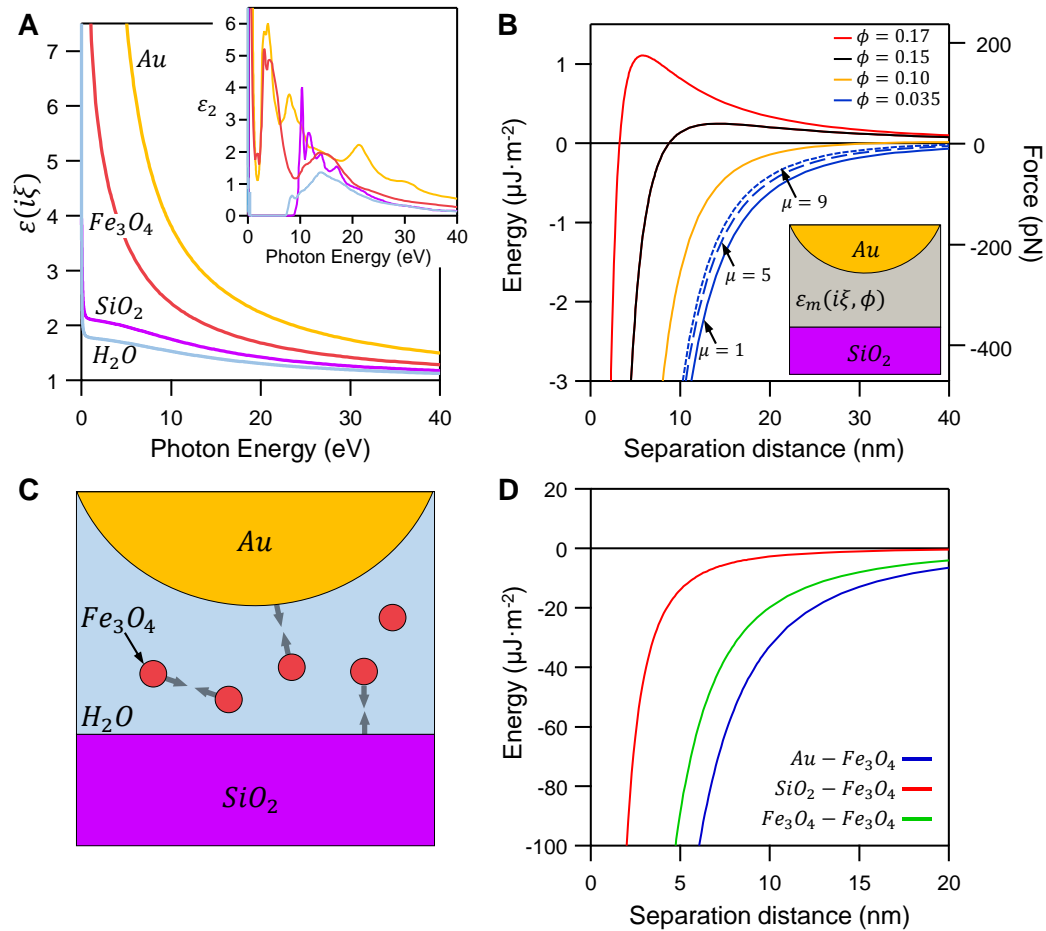 A
7
6
5
4
3
2
1
ε(iξ)
0
10
20
30
40
Photon Energy (eV)
Au
Fe₃O₄
SiO₂
H₂O
6
5
4
3
2
1
0
ε₂
0
10
20
30
40
Photon Energy (eV)
B
1
0
-1
-2
-3
Energy (μJ·m⁻²)
0
10
20
30
40
Separation distance (nm)
200
0
-200
-400
Force (pN)
ϕ = 0.17
ϕ = 0.15
ϕ = 0.10
ϕ = 0.035
μ = 9
μ = 5
μ = 1
Au
εₘ(iξ, ϕ)
SiO₂
C
Au
Fe₃O₄
H₂O
SiO₂
D
20
0
-20
-40
-60
-80
-100
Energy (μJ·m⁻²)
0
5
10
15
20
Separation distance (nm)
Au − Fe₃O₄
SiO₂ − Fe₃O₄
Fe₃O₄ − Fe₃O₄